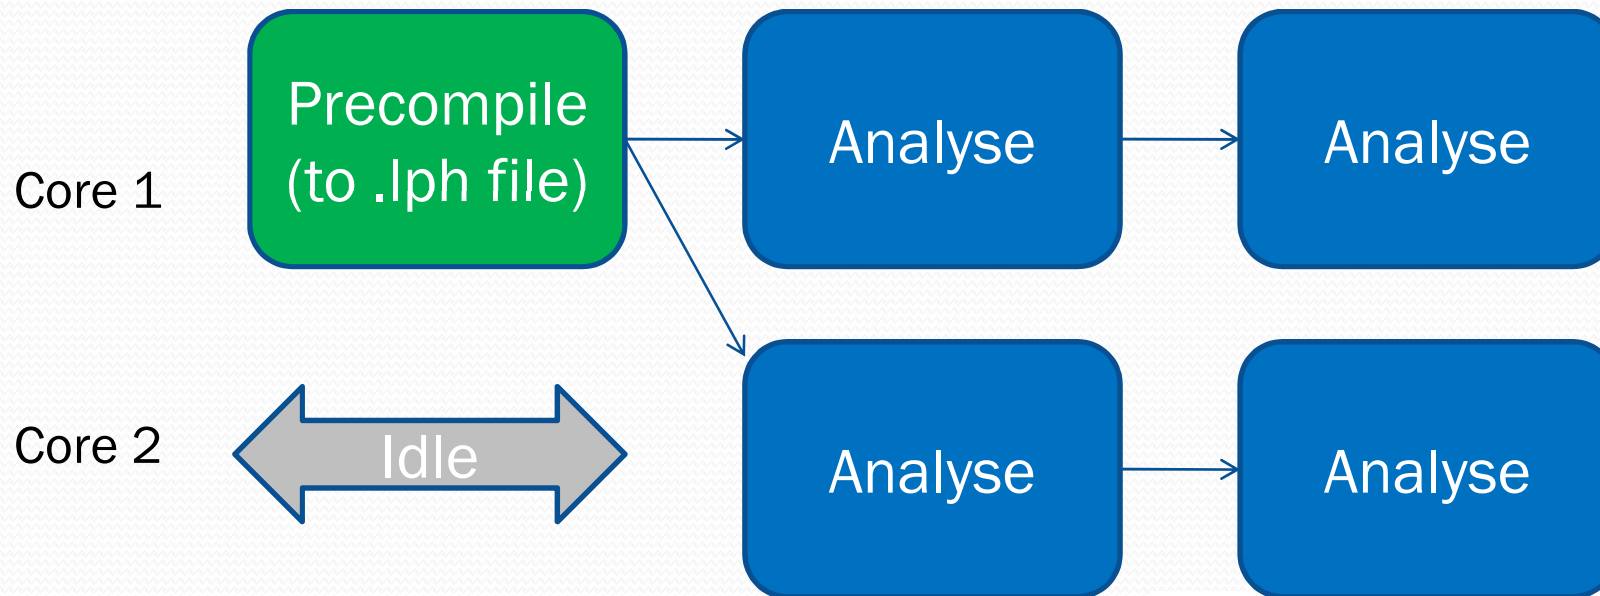 Precompile
(to .lph file)
Analyse
Analyse
Core 1
Core 2
Idle
Analyse
Analyse